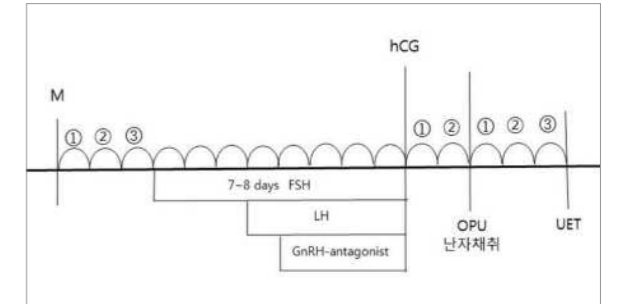 hCG
M
① ② ③
① ② ① ② ③
7~8 days FSH
LH
GnRH-antagonist
OPU
난자채취
UET